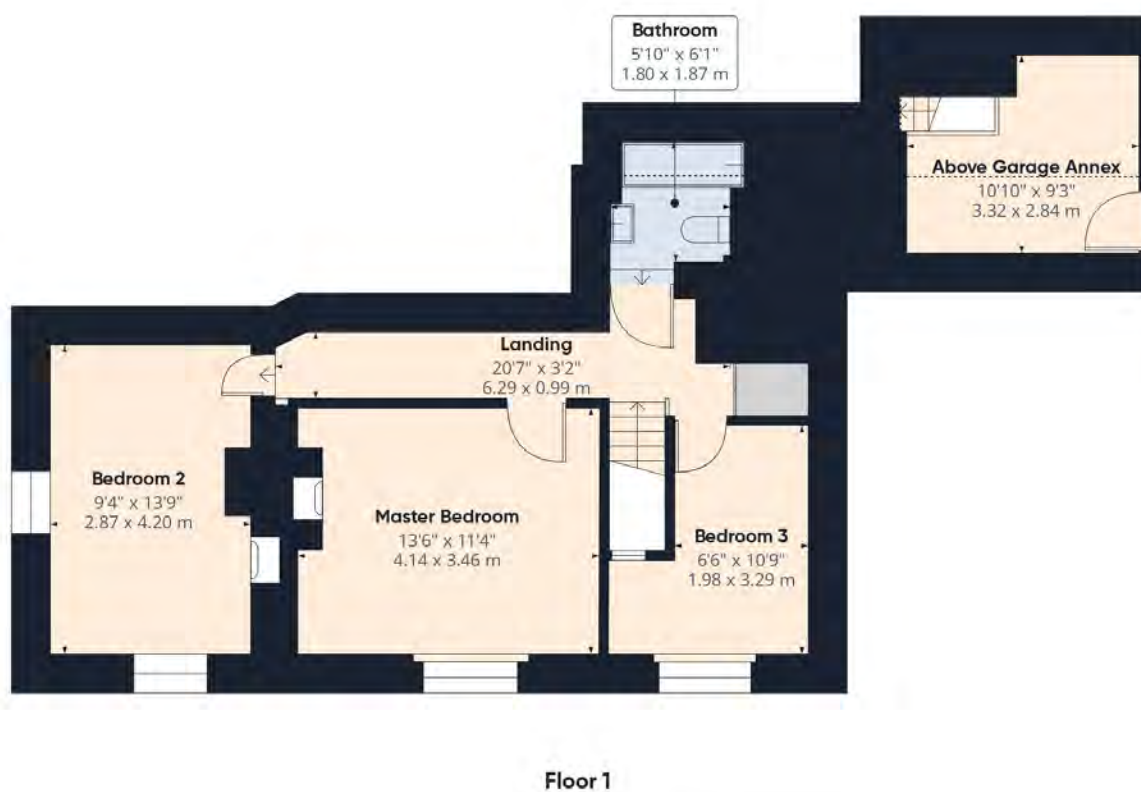 Bathroom
5'10" x 6'1"
1.80 x 1.87 m
Above Garage Annex
10'10" x 9'3"
3.32 x 2.84 m
Landing
20'7" x 3'2"
6.29 x 0.99 m
Bedroom 2
9'4" x 13'9"
2.87 x 4.20 m
Master Bedroom
13'6" x 11'4"
4.14 x 3.46 m
Bedroom 3
6'6" x 10'9"
1.98 x 3.29 m
Floor 1